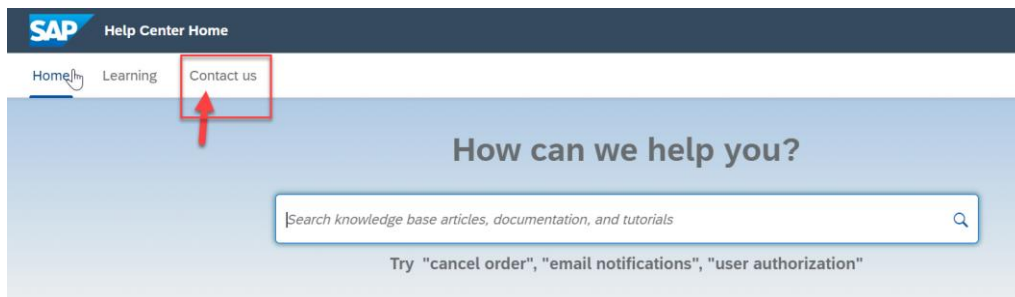 SAP Help Center Home
Home Learning Contact us
How can we help you?
Search knowledge base articles, documentation, and tutorials
Try "cancel order", "email notifications", "user authorization"